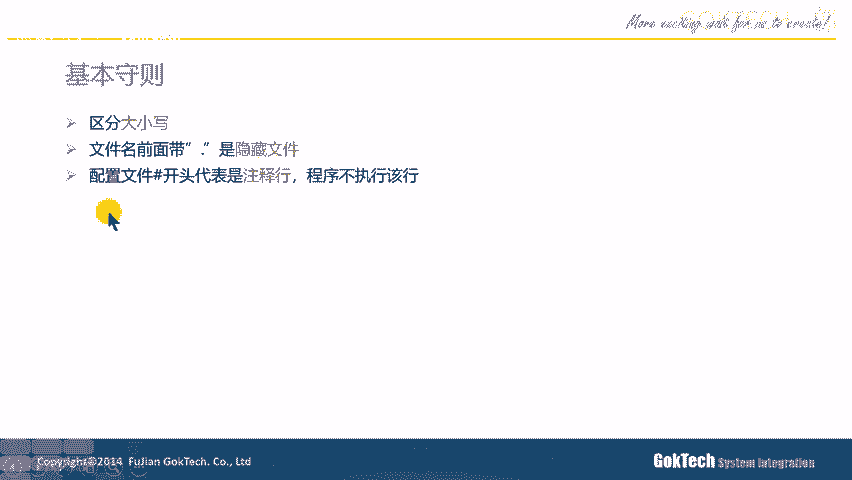 More exciting wait for us to create!
基本守则
区分大小写
文件名前面带”.”是隐藏文件
配置文件#开头代表是注释行，程序不执行该行
Copyright©2014 FuJian GokTech. Co., Ltd
GokTech System Integration